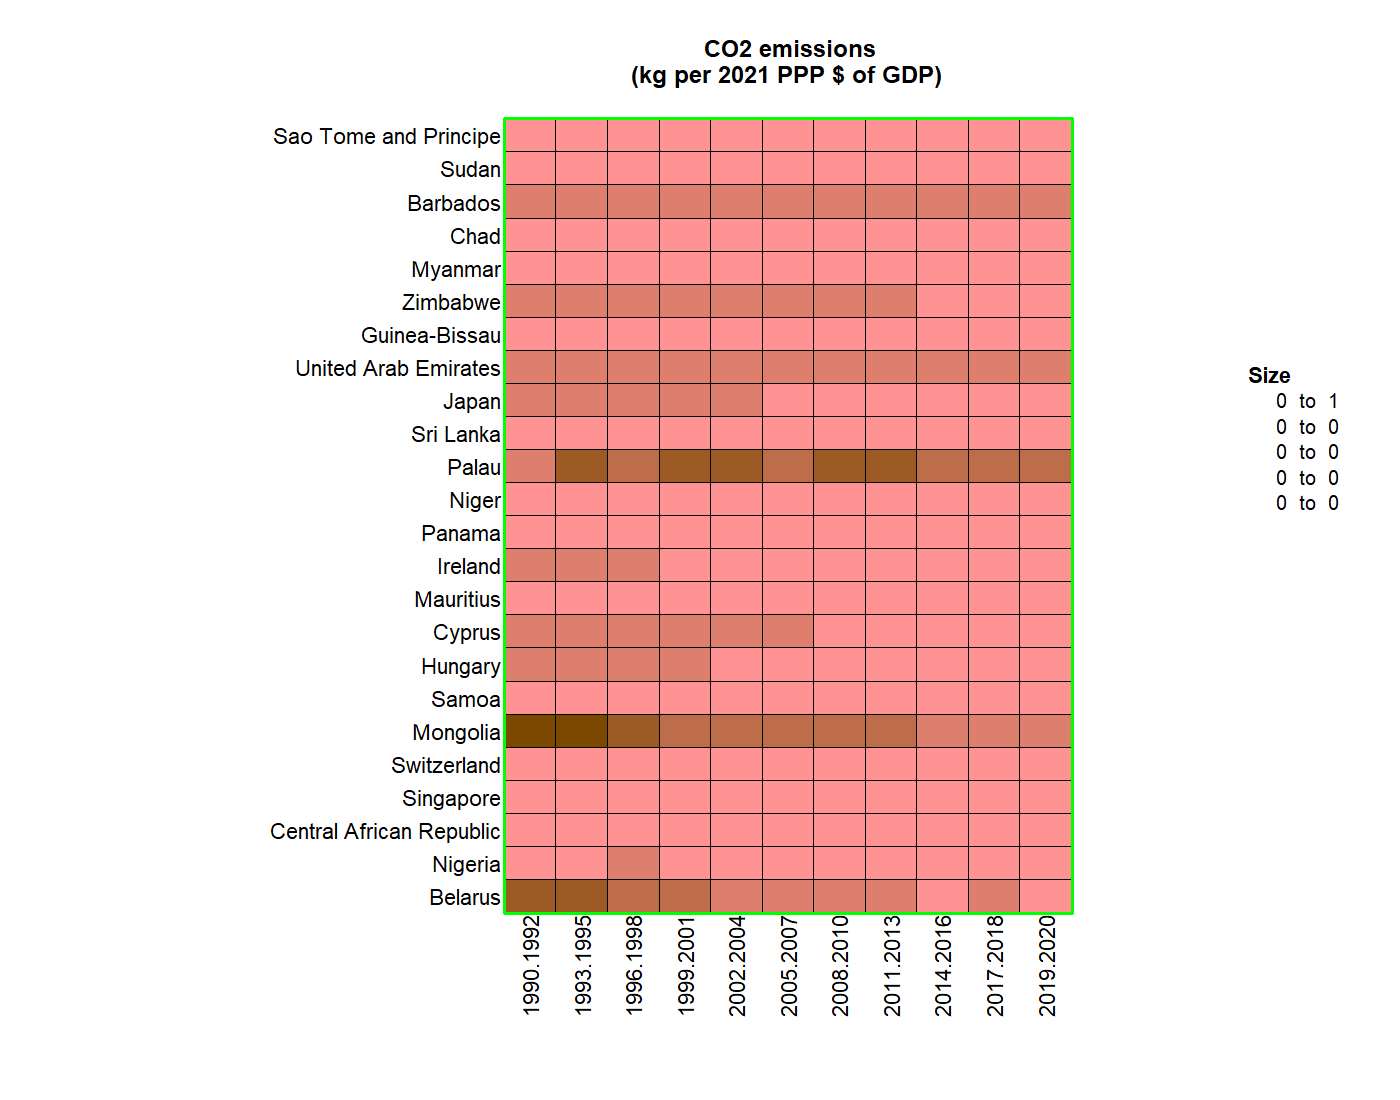 CO2 emissions
(kg per 2021 PPP $ of GDP)
Sao Tome and Principe
Sudan
Barbados
Chad
Myanmar
Zimbabwe
Guinea-Bissau
United Arab Emirates
Japan
Sri Lanka
Palau
Niger
Panama
Ireland
Mauritius
Cyprus
Hungary
Samoa
Mongolia
Switzerland
Singapore
Central African Republic
Nigeria
Belarus
1990.1992
1993.1995
1996.1998
1999.2001
2002.2004
2005.2007
2008.2010
2011.2013
2014.2016
2017.2018
2019.2020
Size
0 to 1
0 to 0
0 to 0
0 to 0
0 to 0